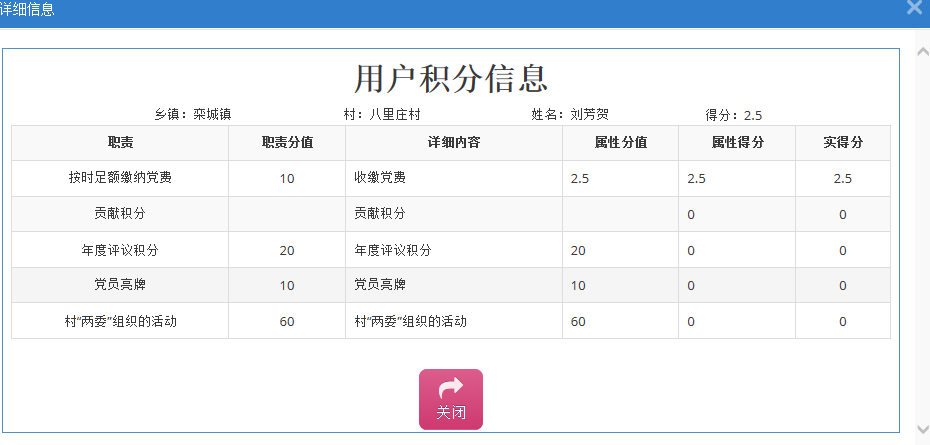 详细信息
用户积分信息
乡镇：栾城镇 村：八里庄村 姓名：刘芳贺 得分：2.5
职责 职责分值 详细内容 属性分值 属性得分 实得分
按时足额缴纳党费 10 收缴党费 2.5 2.5 2.5
贡献积分 贡献积分 0 0
年度评议积分 20 年度评议积分 20 0 0
党员亮牌 10 党员亮牌 10 0 0
村“两委”组织的活动 60 村“两委”组织的活动 60 0 0
关闭